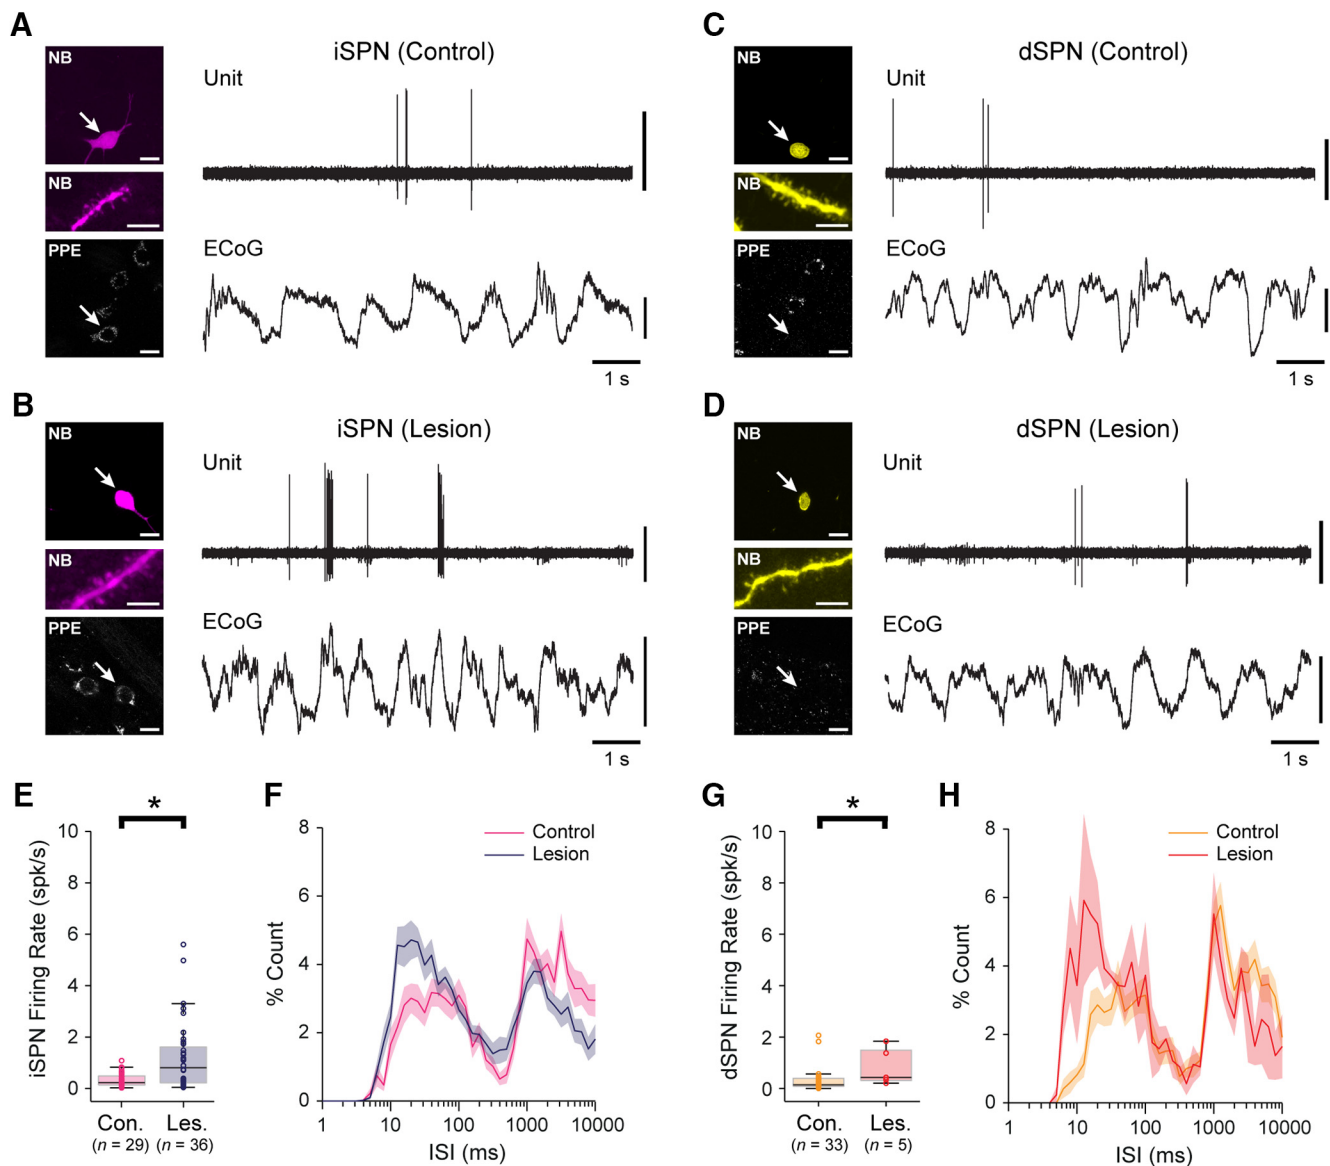 A
iSPN (Control)
NB
Unit
NB
PPE
ECoG
1 s
C
dSPN (Control)
NB
Unit
NB
PPE
ECoG
1 s
B
iSPN (Lesion)
NB
Unit
NB
PPE
ECoG
1 s
D
dSPN (Lesion)
NB
Unit
NB
PPE
ECoG
1 s
E
iSPN Firing Rate (spk/s)
10
8
6
4
2
0
*
Con.
(n = 29)
Les.
(n = 36)
F
% Count
8
6
4
2
0
Control
Lesion
1
10
100
1000
10000
ISI (ms)
G
dSPN Firing Rate (spk/s)
10
8
6
4
2
0
*
Con.
(n = 33)
Les.
(n = 5)
H
% Count
8
6
4
2
0
Control
Lesion
1
10
100
1000
10000
ISI (ms)